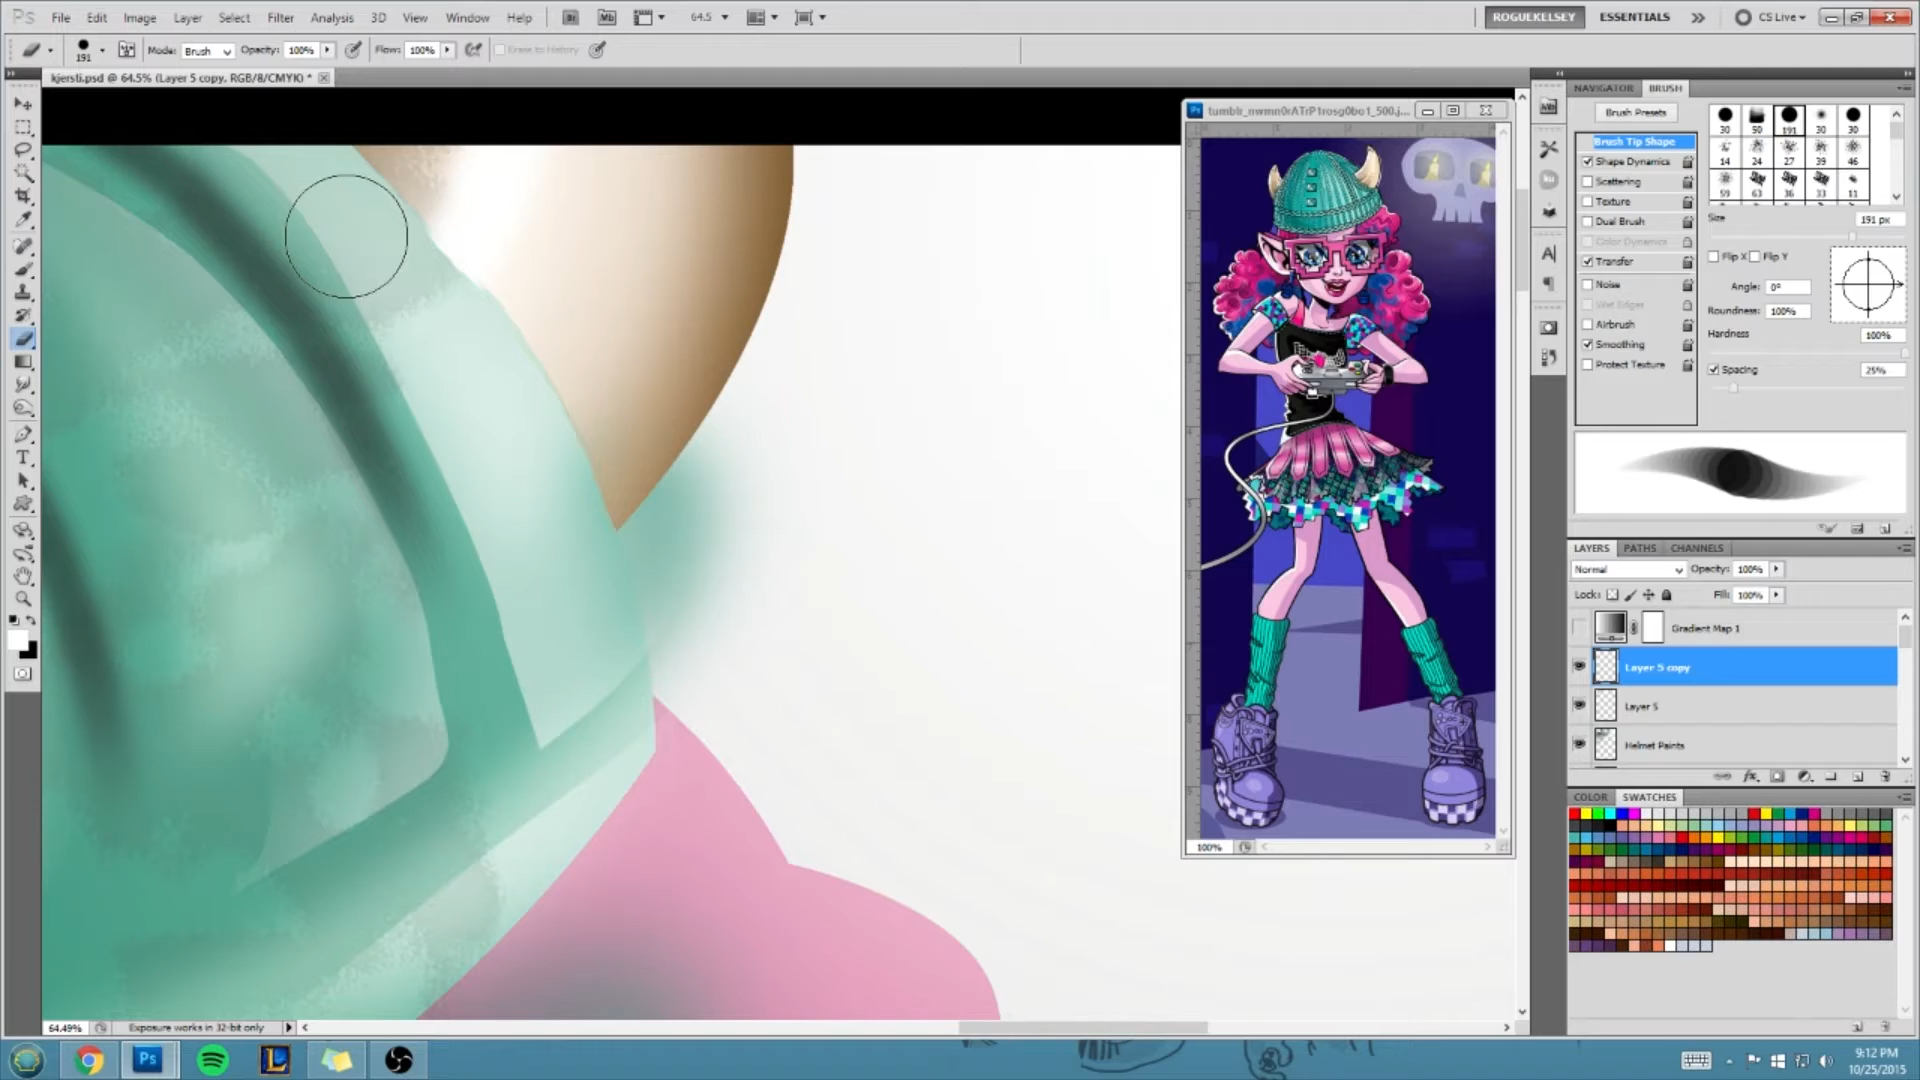 Ps File Edit Image Layer Select Filter Analysis 3D View Window Help Br Mb 64.5 ROGUEKELSEY ESSENTIALS CS Live
191 Mode: Brush Opacity: 100% Flow: 100% Erase to History
kjersti.psd @ 64.5% (Layer 5 copy, RGB/8/CMYK) *
tumblr_nwmn0rATrP1rosg0bo1_500.j...
100%
NAVIGATOR BRUSH
Brush Presets
30 50 191 30 30
14 24 27 39 46
59 63 36 33 11
Brush Tip Shape
Shape Dynamics
Scattering
Texture
Dual Brush
Color Dynamics
Transfer
Noise
Wet Edges
Airbrush
Smoothing
Protect Texture
Size 191 px
Flip X Flip Y
Angle: 0°
Roundness: 100%
Hardness
100%
Spacing 25%
LAYERS PATHS CHANNELS
Normal Opacity: 100%
Lock: Fill: 100%
Gradient Map 1
Layer 5 copy
Layer 5
Helmet Paints
COLOR SWATCHES
64.49% Exposure works in 32-bit only
9:12 PM
10/25/2015